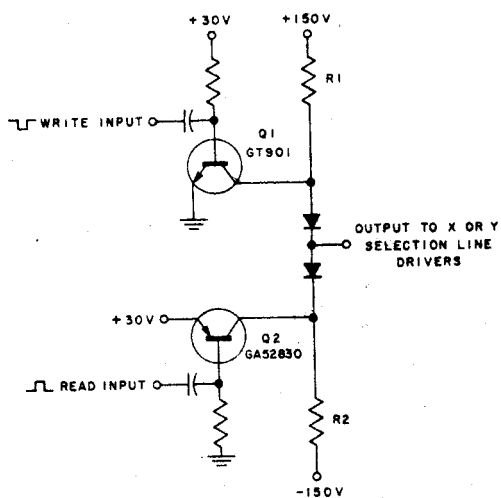 +30V
+150V
R1
WRITE INPUT
Q1
GT901
OUTPUT TO X OR Y
SELECTION LINE
DRIVERS
+30V
Q2
GA52830
READ INPUT
R2
-150V